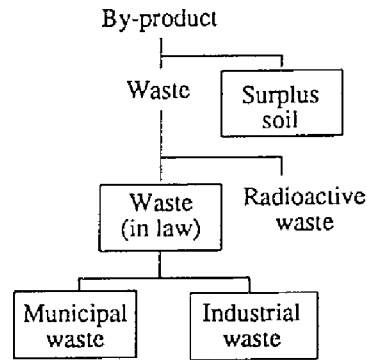 By-product
Waste
Surplus
soil
Waste
(in law)
Radioactive
waste
Municipal
waste
Industrial
waste